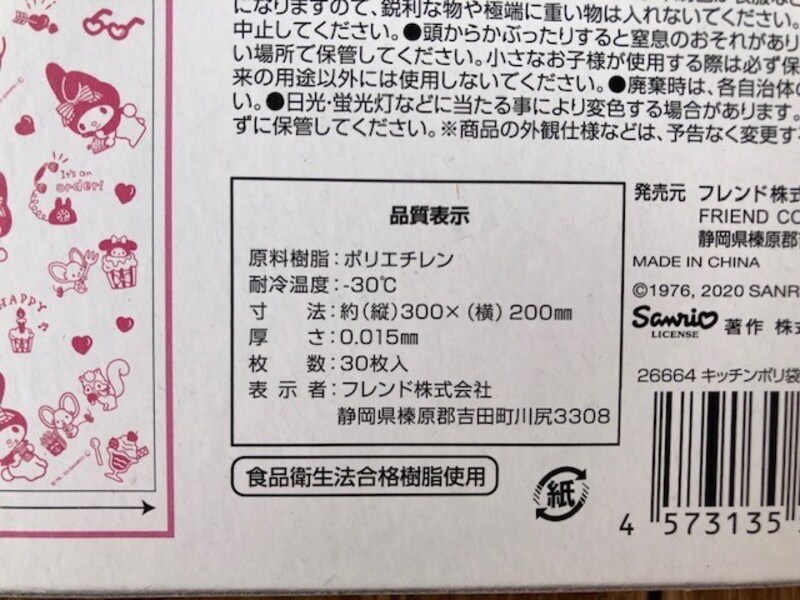 になりますので、鋭利な物や極端に重い物は入れないでください。
中止してください。●頭からかぶったりすると窒息のおそれがあり
い場所で保管してください。小さなお子様が使用する際は必ず保
来の用途以外には使用しないでください。●廃棄時は、各自治体の
い。●日光・蛍光灯などに当たる事により変色する場合があります。
ずに保管してください。※商品の外観仕様などは、予告なく変更す
It's an
order!
HAPPY
品質表示
原料樹脂：ポリエチレン
耐冷温度：-30℃
寸　法：約（縦）300×（横）200㎜
厚　さ：0.015㎜
枚　数：30枚入
表示者：フレンド株式会社
静岡県榛原郡吉田町川尻3308
食品衛生法合格樹脂使用
紙
発売元 フレンド株式
FRIEND CO
静岡県榛原郡
MADE IN CHINA
©1976, 2020 SANR
Sanrio
LICENSE
著作 株式
26664 キッチンポリ袋
4 573135